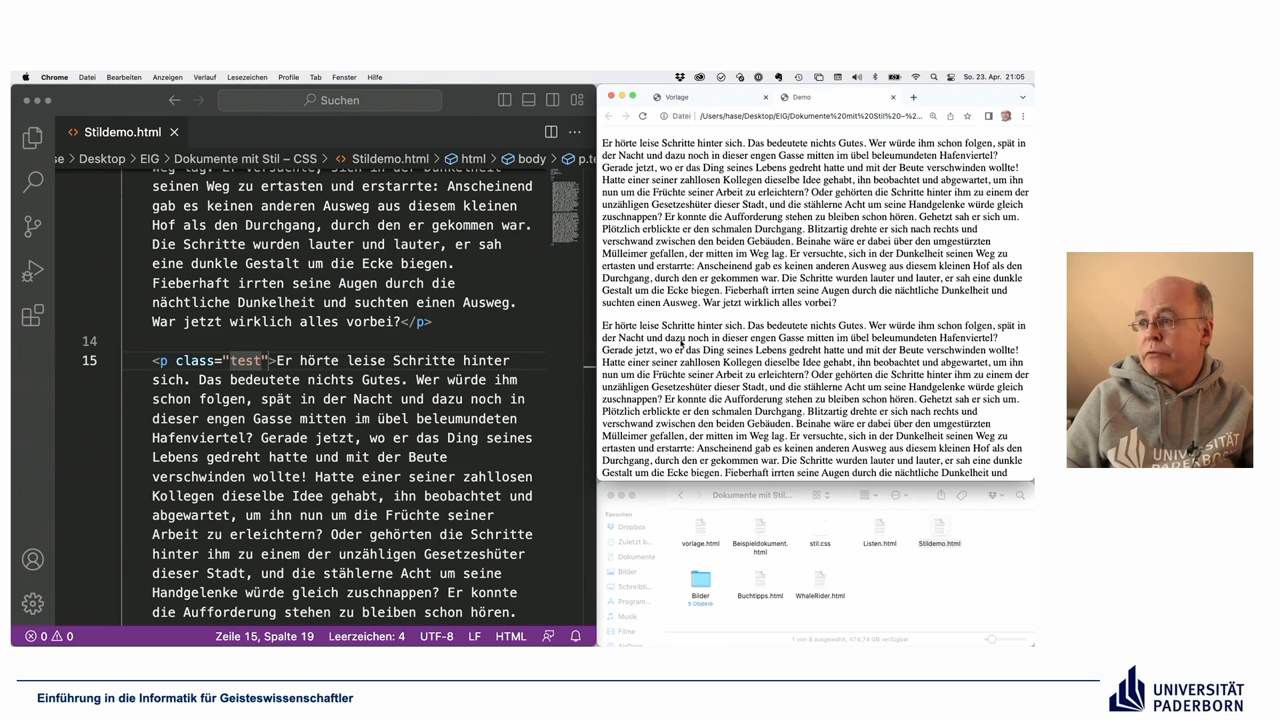 Chrome Datei Bearbeiten Anzeigen Verlauf Lesezeichen Profile Tab Fenster Hilfe So. 23. Apr. 21:05
Suchen
Stildemo.html
se > Desktop > EIG > Dokumente mit Stil – CSS > Stildemo.html > html > body > p.te
seinen Weg zu ertasten und erstarrte: Anscheinend
gab es keinen anderen Ausweg aus diesem kleinen
Hof als den Durchgang, durch den er gekommen war.
Die Schritte wurden lauter und lauter, er sah
eine dunkle Gestalt um die Ecke biegen.
Fieberhaft irrten seine Augen durch die
nächtliche Dunkelheit und suchten einen Ausweg.
War jetzt wirklich alles vorbei?</p>
14
15 <p class="test">Er hörte leise Schritte hinter
sich. Das bedeutete nichts Gutes. Wer würde ihm
schon folgen, spät in der Nacht und dazu noch in
dieser engen Gasse mitten im übel beleumundeten
Hafenviertel? Gerade jetzt, wo er das Ding seines
Lebens gedreht hatte und mit der Beute
verschwinden wollte! Hatte einer seiner zahllosen
Kollegen dieselbe Idee gehabt, ihn beobachtet und
abgewartet, um ihn nun um die Früchte seiner
Arbeit zu erleichtern? Oder gehörten die Schritte
hinter ihm zu einem der unzähligen Gesetzeshüter
dieser Stadt, und die stählerne Acht um seine
Handgelenke würde gleich zuschnappen? Er konnte
die Aufforderung stehen zu bleiben schon hören.
0 0 Zeile 15, Spalte 19 Leerzeichen: 4 UTF-8 LF HTML
Vorlage Demo
Datei /Users/hase/Desktop/EIG/Dokumente%20mit%20Stil%20–%2...
Er hörte leise Schritte hinter sich. Das bedeutete nichts Gutes. Wer würde ihm schon folgen, spät in
der Nacht und dazu noch in dieser engen Gasse mitten im übel beleumundeten Hafenviertel?
Gerade jetzt, wo er das Ding seines Lebens gedreht hatte und mit der Beute verschwinden wollte!
Hatte einer seiner zahllosen Kollegen dieselbe Idee gehabt, ihn beobachtet und abgewartet, um ihn
nun um die Früchte seiner Arbeit zu erleichtern? Oder gehörten die Schritte hinter ihm zu einem der
unzähligen Gesetzeshüter dieser Stadt, und die stählerne Acht um seine Handgelenke würde gleich
zuschnappen? Er konnte die Aufforderung stehen zu bleiben schon hören. Gehetzt sah er sich um.
Plötzlich erblickte er den schmalen Durchgang. Blitzartig drehte er sich nach rechts und
verschwand zwischen den beiden Gebäuden. Beinahe wäre er dabei über den umgestürzten
Mülleimer gefallen, der mitten im Weg lag. Er versuchte, sich in der Dunkelheit seinen Weg zu
ertasten und erstarrte: Anscheinend gab es keinen anderen Ausweg aus diesem kleinen Hof als den
Durchgang, durch den er gekommen war. Die Schritte wurden lauter und lauter, er sah eine dunkle
Gestalt um die Ecke biegen. Fieberhaft irrten seine Augen durch die nächtliche Dunkelheit und
suchten einen Ausweg. War jetzt wirklich alles vorbei?
Er hörte leise Schritte hinter sich. Das bedeutete nichts Gutes. Wer würde ihm schon folgen, spät in
der Nacht und dazu noch in dieser engen Gasse mitten im übel beleumundeten Hafenviertel?
Gerade jetzt, wo er das Ding seines Lebens gedreht hatte und mit der Beute verschwinden wollte!
Hatte einer seiner zahllosen Kollegen dieselbe Idee gehabt, ihn beobachtet und abgewartet, um ihn
nun um die Früchte seiner Arbeit zu erleichtern? Oder gehörten die Schritte hinter ihm zu einem der
unzähligen Gesetzeshüter dieser Stadt, und die stählerne Acht um seine Handgelenke würde gleich
zuschnappen? Er konnte die Aufforderung stehen zu bleiben schon hören. Gehetzt sah er sich um.
Plötzlich erblickte er den schmalen Durchgang. Blitzartig drehte er sich nach rechts und
verschwand zwischen den beiden Gebäuden. Beinahe wäre er dabei über den umgestürzten
Mülleimer gefallen, der mitten im Weg lag. Er versuchte, sich in der Dunkelheit seinen Weg zu
ertasten und erstarrte: Anscheinend gab es keinen anderen Ausweg aus diesem kleinen Hof als den
Durchgang, durch den er gekommen war. Die Schritte wurden lauter und lauter, er sah eine dunkle
Gestalt um die Ecke biegen. Fieberhaft irrten seine Augen durch die nächtliche Dunkelheit und
Dokumente mit Stil...
Favoriten
Dropbox
Zuletzt b...
Dokumente
Bilder
Schreibti...
Program...
Musik
Filme
vorlage.html Beispieldokument.html stil.css Listen.html Stildemo.html
Bilder Buchtipps.html WhaleRider.html
5 Objekte
1 von 8 ausgewählt, 474,74 GB verfügbar
UNIVERSITÄT
Einführung in die Informatik für Geisteswissenschaftler
UNIVERSITÄT
PADERBORN